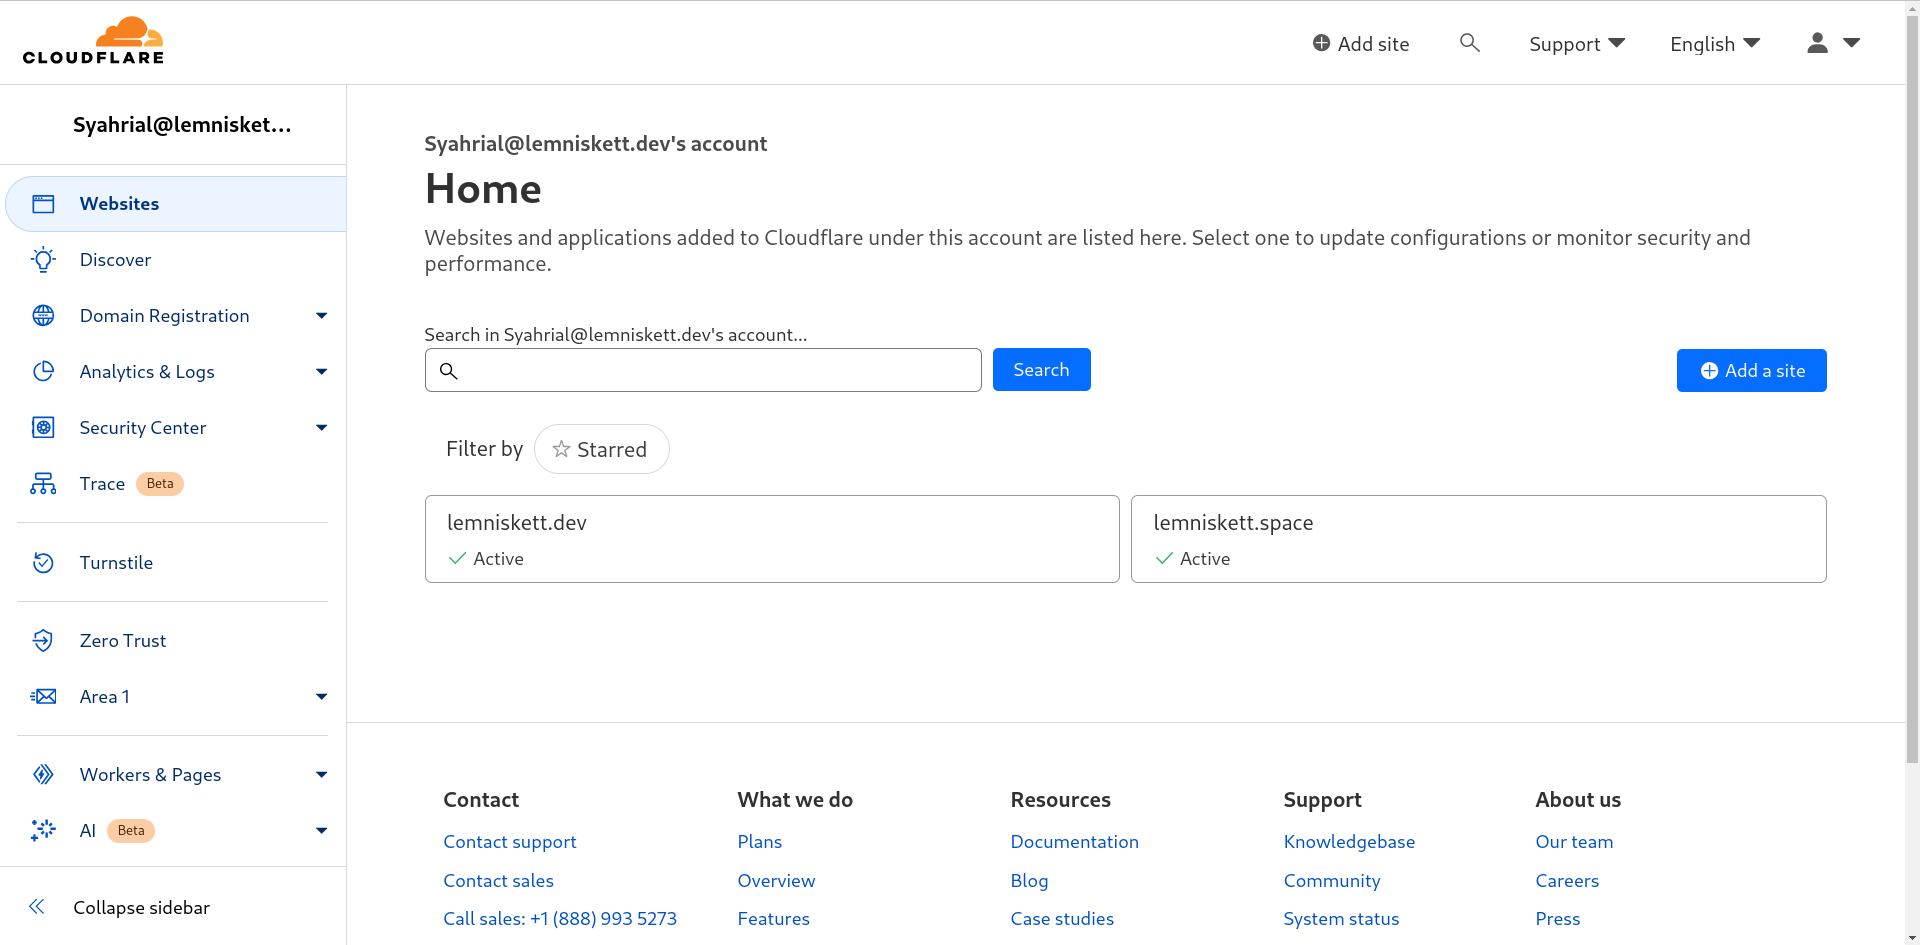 CLOUDFLARE
Add site
Support
English
Syahrial@lemnisket...
Websites
Discover
Domain Registration
Analytics & Logs
Security Center
Trace Beta
Turnstile
Zero Trust
Area 1
Workers & Pages
AI Beta
Collapse sidebar
Syahrial@lemniskett.dev's account
Home
Websites and applications added to Cloudflare under this account are listed here. Select one to update configurations or monitor security and
performance.
Search in Syahrial@lemniskett.dev's account...
Search
Add a site
Filter by
Starred
lemniskett.dev
Active
lemniskett.space
Active
Contact
Contact support
Contact sales
Call sales: +1 (888) 993 5273
What we do
Plans
Overview
Features
Resources
Documentation
Blog
Case studies
Support
Knowledgebase
Community
System status
About us
Our team
Careers
Press